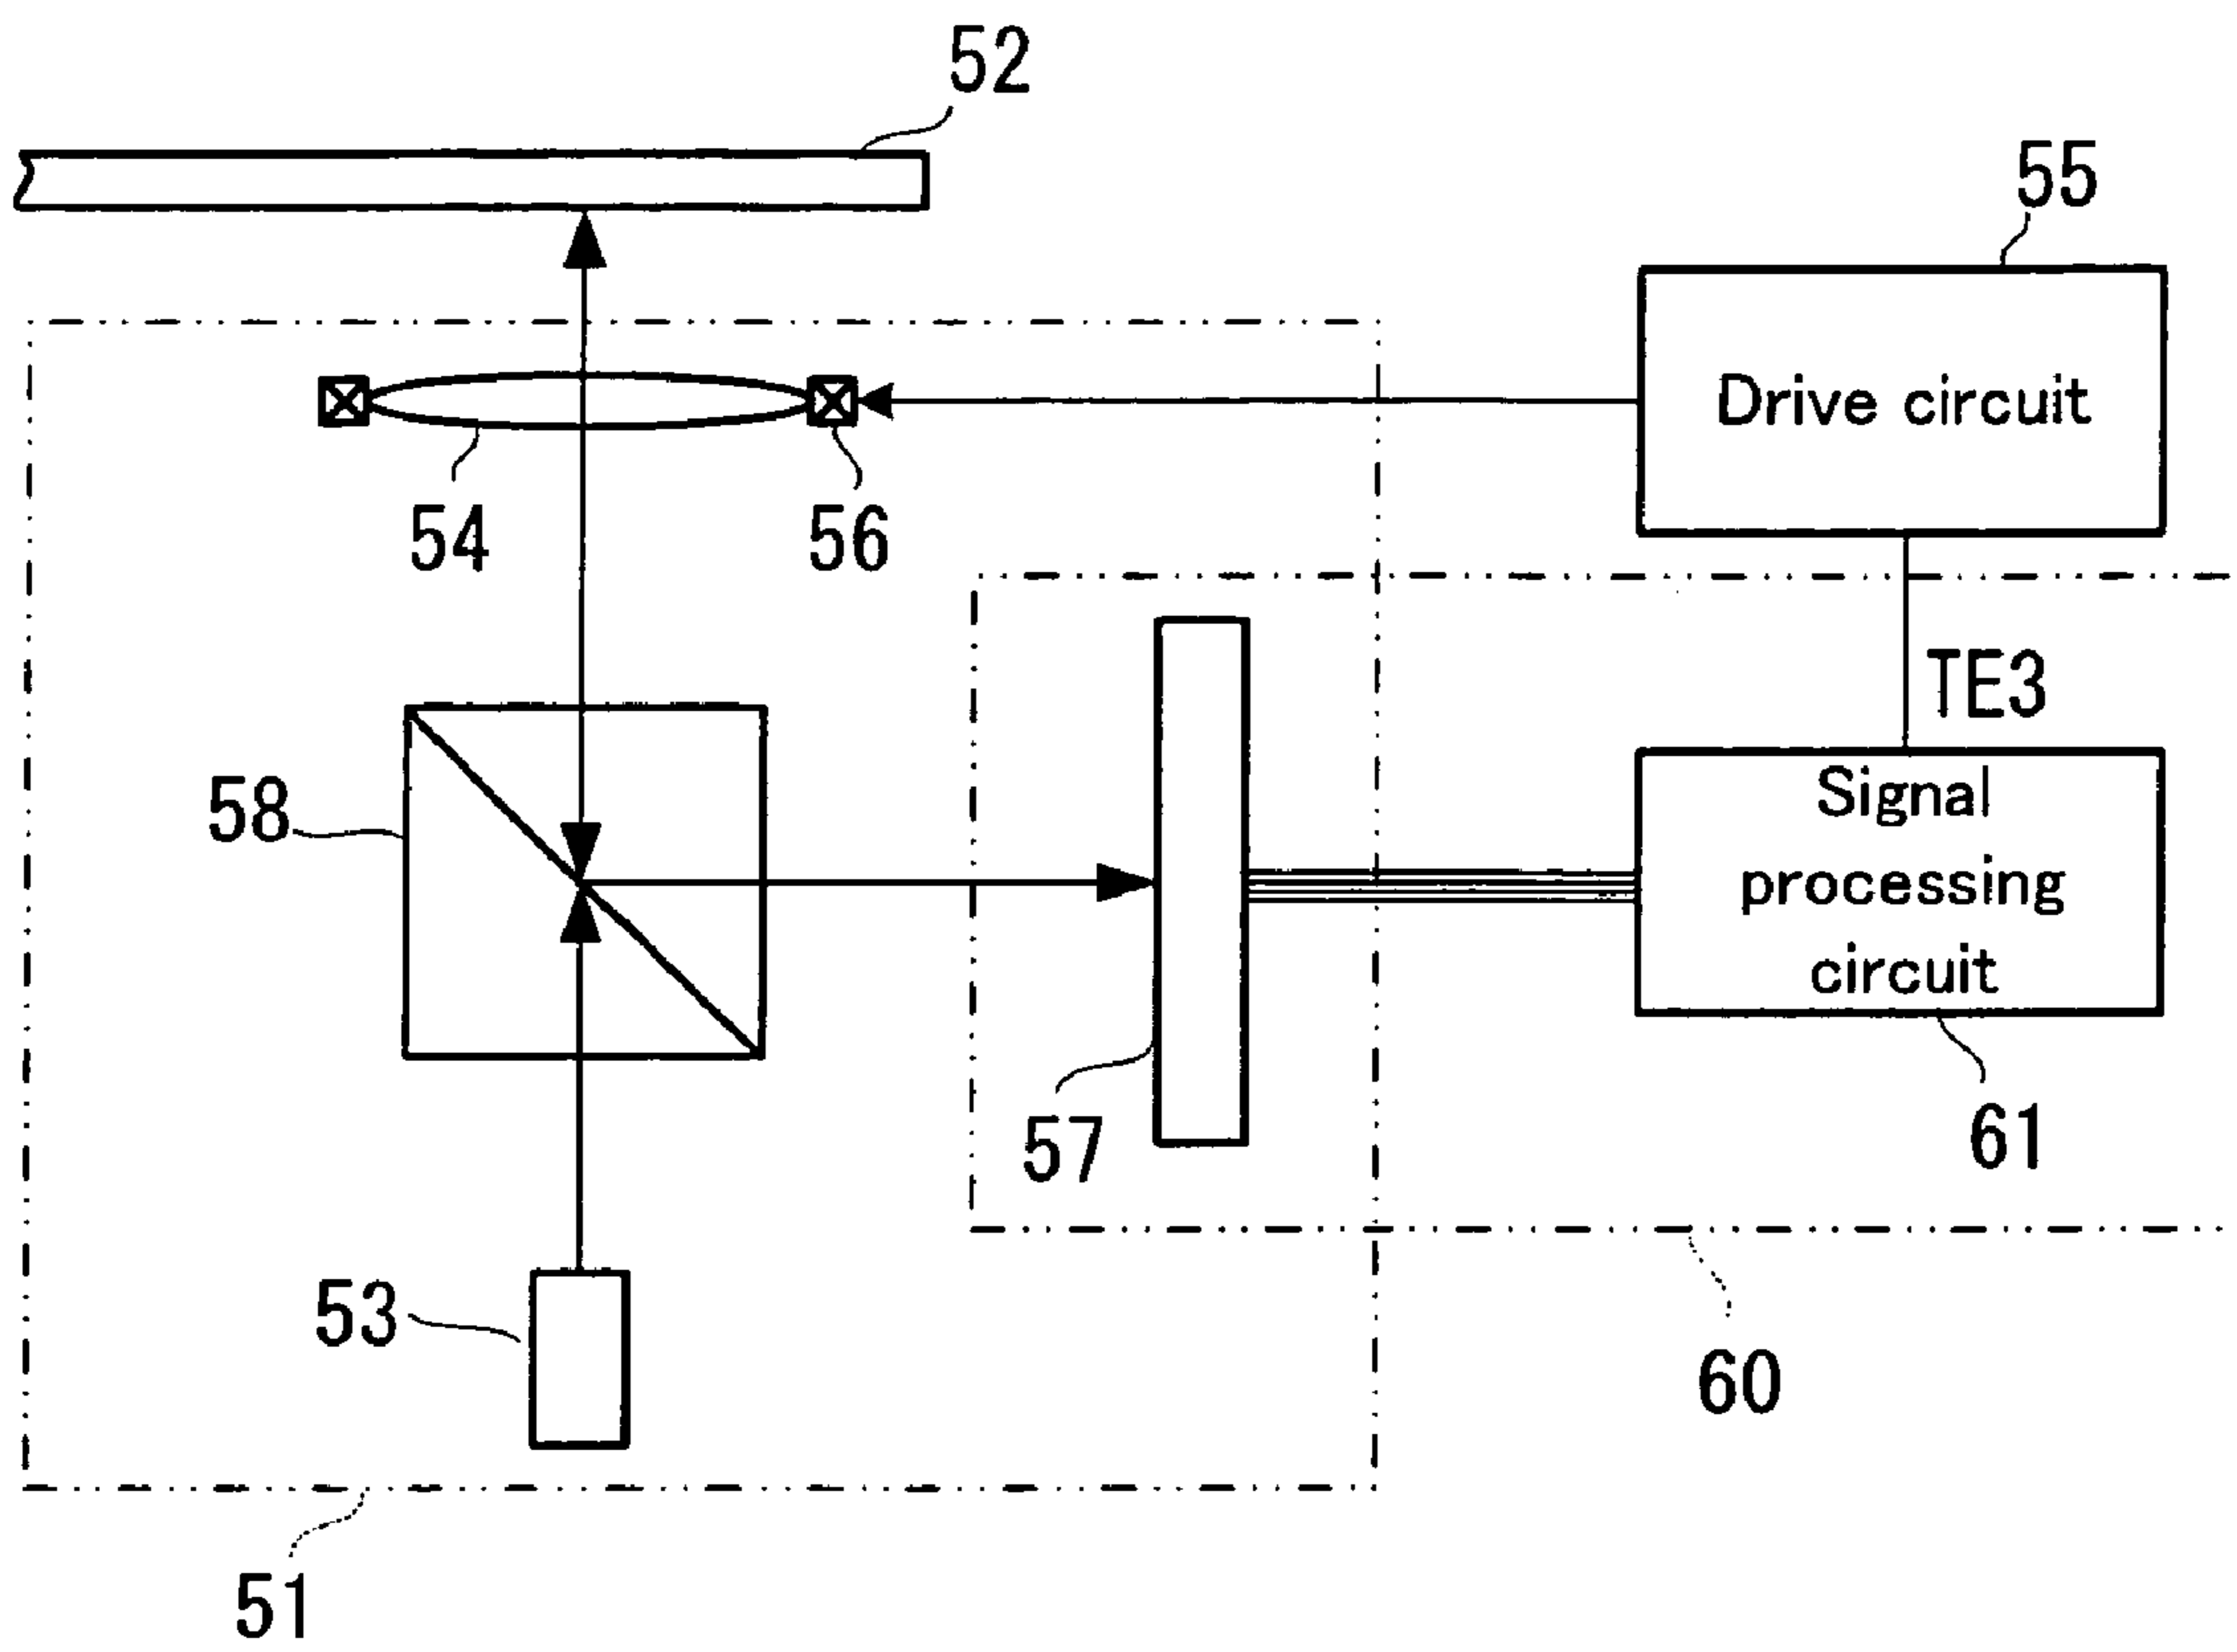 52
55
Drive circuit
54
56
TE3
58
Signal
processing
circuit
57
61
53
60
51